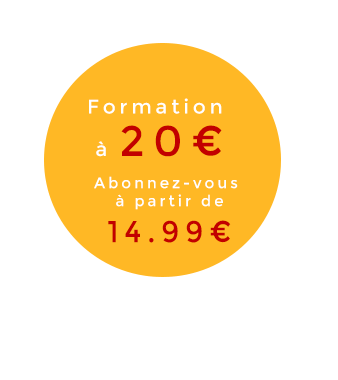 Formation
à 20€
Abonnez-vous
à partir de
14.99€